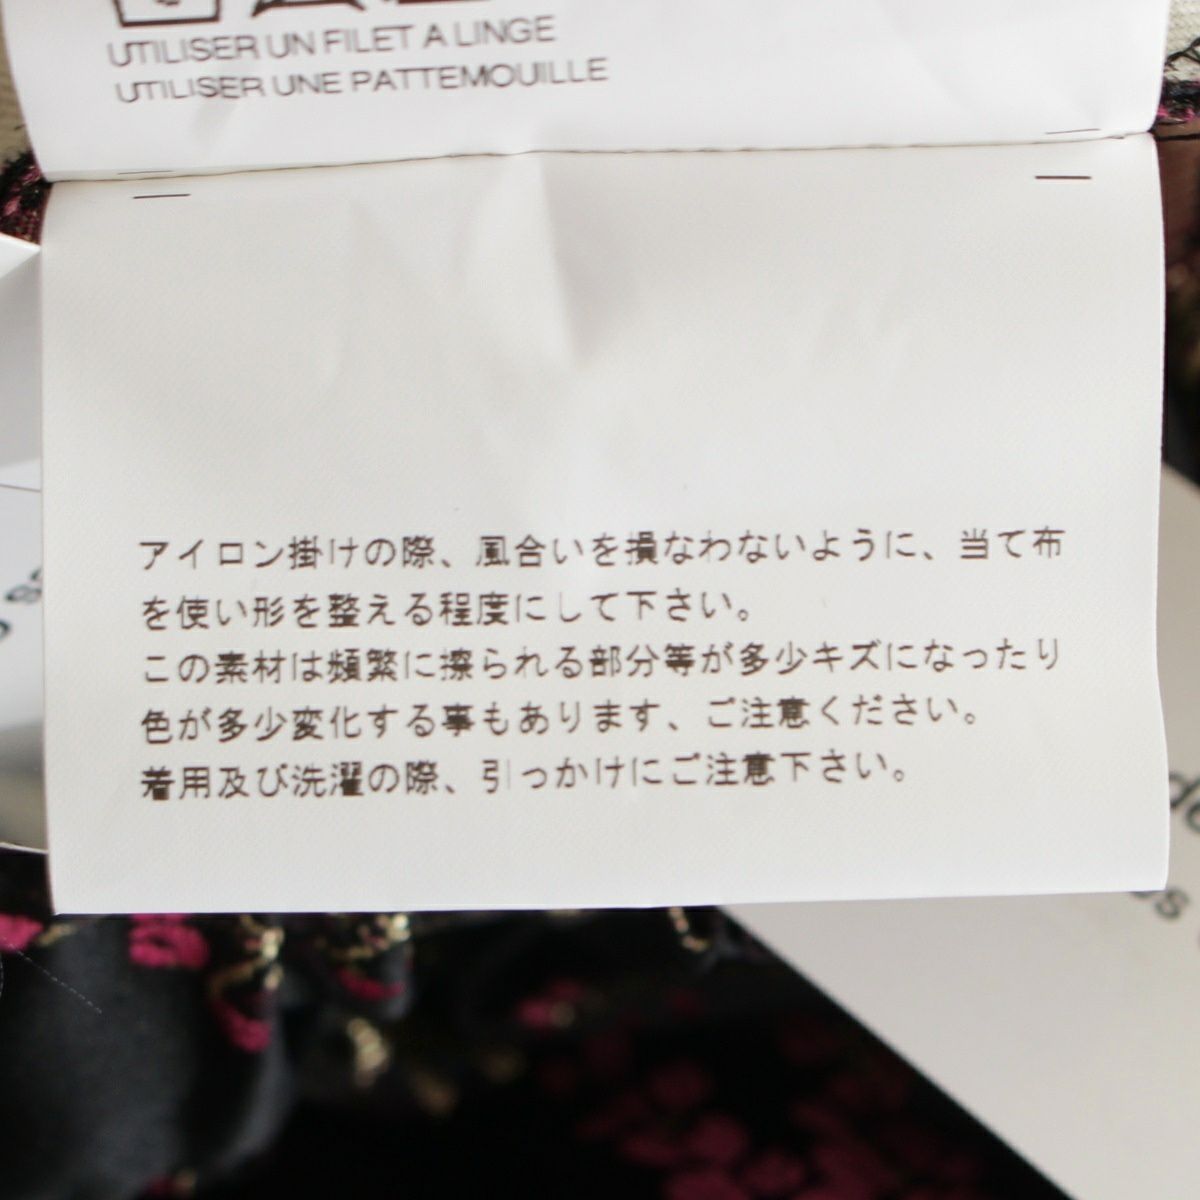 UTILISER UN FILET A LINGE
UTILISER UNE PATTEMOUILLE
アイロン掛けの際、風合いを損なわないように、当て布
を使い形を整える程度にして下さい。
この素材は頻繁に擦られる部分等が多少キズになったり
色が多少変化する事もあります、ご注意ください。
着用及び洗濯の際、引っかけにご注意下さい。